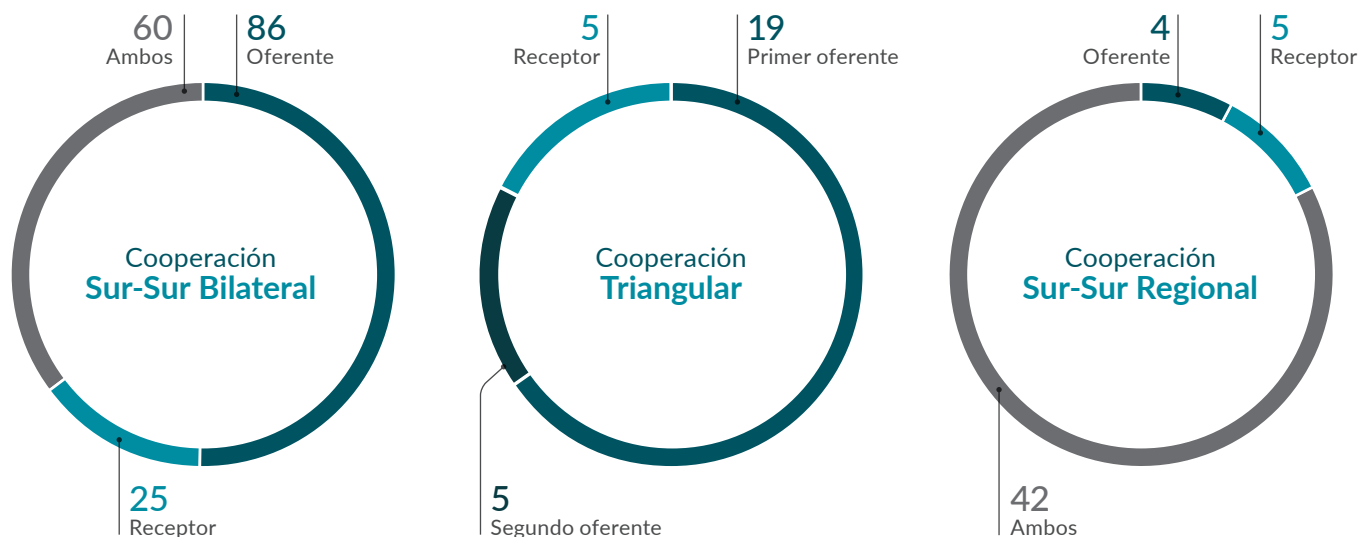 60
Ambos
86
Oferente
Cooperación
Sur-Sur Bilateral
25
Receptor
5
Receptor
19
Primer oferente
Cooperación
Triangular
5
Segundo oferente
4
Oferente
5
Receptor
Cooperación
Sur-Sur Regional
42
Ambos